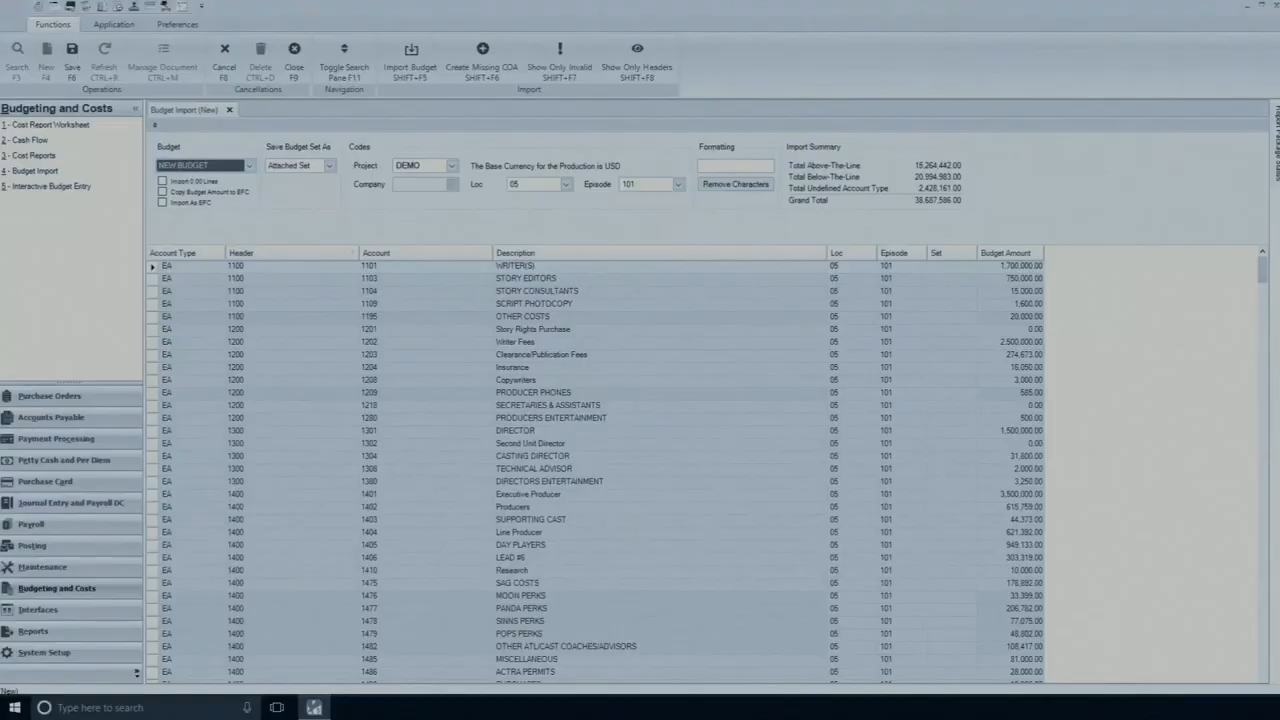 Functions Application Preferences
Search New Save Refresh Manage Document Cancel Delete Close Toggle Search Import Budget Create Missing COA Show Only Invalid Show Only Headers
F3 F4 F6 CTRL+R CTRL+M F8 CTRL+D F9 Pane F11 SHIFT+F5 SHIFT+F6 SHIFT+F7 SHIFT+F8
Operations Cancellations Navigation Import
Budgeting and Costs «
1 - Cost Report Worksheet
2 - Cash Flow
3 - Cost Reports
4 - Budget Import
5 - Interactive Budget Entry
Purchase Orders
Accounts Payable
Payment Processing
Petty Cash and Per Diem
Purchase Card
Journal Entry and Payroll DC
Payroll
Posting
Maintenance
Budgeting and Costs
Interfaces
Reports
System Setup
Budget Import (New)
Budget Save Budget Set As Codes Formatting Import Summary
NEW BUDGET Attached Set Project DEMO The Base Currency for the Production is USD Total Above-The-Line 15,264,442.00
Import 0.00 Lines Total Below-The-Line 20,994,983.00
Copy Budget Amount to EFC Company Loc 05 Episode 101 Remove Characters Total Undefined Account Type 2,428,161.00
Import As EFC Grand Total 38,687,586.00
Account Type Header Account Description Loc Episode Set Budget Amount
EA 1100 1101 WRITER(S) 05 101 1,700,000.00
EA 1100 1103 STORY EDITORS 05 101 750,000.00
EA 1100 1104 STORY CONSULTANTS 05 101 15,000.00
EA 1100 1109 SCRIPT PHOTOCOPY 05 101 1,600.00
EA 1100 1195 OTHER COSTS 05 101 20,000.00
EA 1200 1201 Story Rights Purchase 05 101 0.00
EA 1200 1202 Writer Fees 05 101 2,500,000.00
EA 1200 1203 Clearance/Publication Fees 05 101 274,673.00
EA 1200 1204 Insurance 05 101 16,050.00
EA 1200 1208 Copywriters 05 101 3,000.00
EA 1200 1209 PRODUCER PHONES 05 101 585.00
EA 1200 1218 SECRETARIES & ASSISTANTS 05 101 0.00
EA 1200 1280 PRODUCERS ENTERTAINMENT 05 101 500.00
EA 1300 1301 DIRECTOR 05 101 1,500,000.00
EA 1300 1302 Second Unit Director 05 101 0.00
EA 1300 1304 CASTING DIRECTOR 05 101 31,800.00
EA 1300 1308 TECHNICAL ADVISOR 05 101 2,000.00
EA 1300 1380 DIRECTORS ENTERTAINMENT 05 101 3,250.00
EA 1400 1401 Executive Producer 05 101 3,500,000.00
EA 1400 1402 Producers 05 101 615,759.00
EA 1400 1403 SUPPORTING CAST 05 101 44,373.00
EA 1400 1404 Line Producer 05 101 621,392.00
EA 1400 1405 DAY PLAYERS 05 101 949,133.00
EA 1400 1406 LEAD #6 05 101 303,319.00
EA 1400 1410 Research 05 101 10,000.00
EA 1400 1475 SAG COSTS 05 101 178,892.00
EA 1400 1476 MOON PERKS 05 101 33,399.00
EA 1400 1477 PANDA PERKS 05 101 206,782.00
EA 1400 1478 SINNS PERKS 05 101 77,075.00
EA 1400 1479 POPS PERKS 05 101 48,802.00
EA 1400 1482 OTHER ATL/CAST COACHES/ADVISORS 05 101 108,417.00
EA 1400 1485 MISCELLANEOUS 05 101 81,000.00
EA 1400 1486 ACTRA PERMITS 05 101 28,000.00
Type here to search